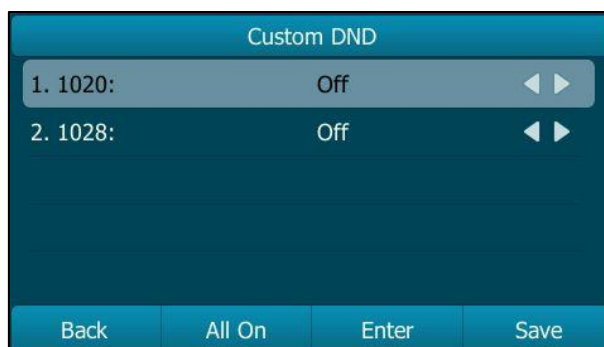 Custom DND
1. 1020: Off
2. 1028: Off
Back All On Enter Save